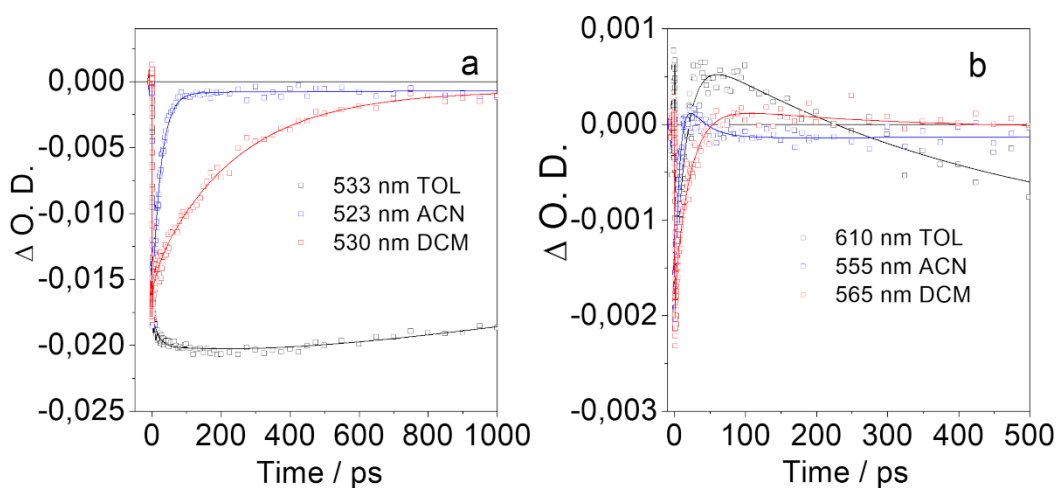 a
0,000
-0,005
-0,010
-0,015
-0,020
-0,025
Δ O. D.
533 nm TOL
523 nm ACN
530 nm DCM
0 200 400 600 800 1000
Time / ps
b
0,001
0,000
-0,001
-0,002
-0,003
Δ O. D.
610 nm TOL
555 nm ACN
565 nm DCM
0 100 200 300 400 500
Time / ps